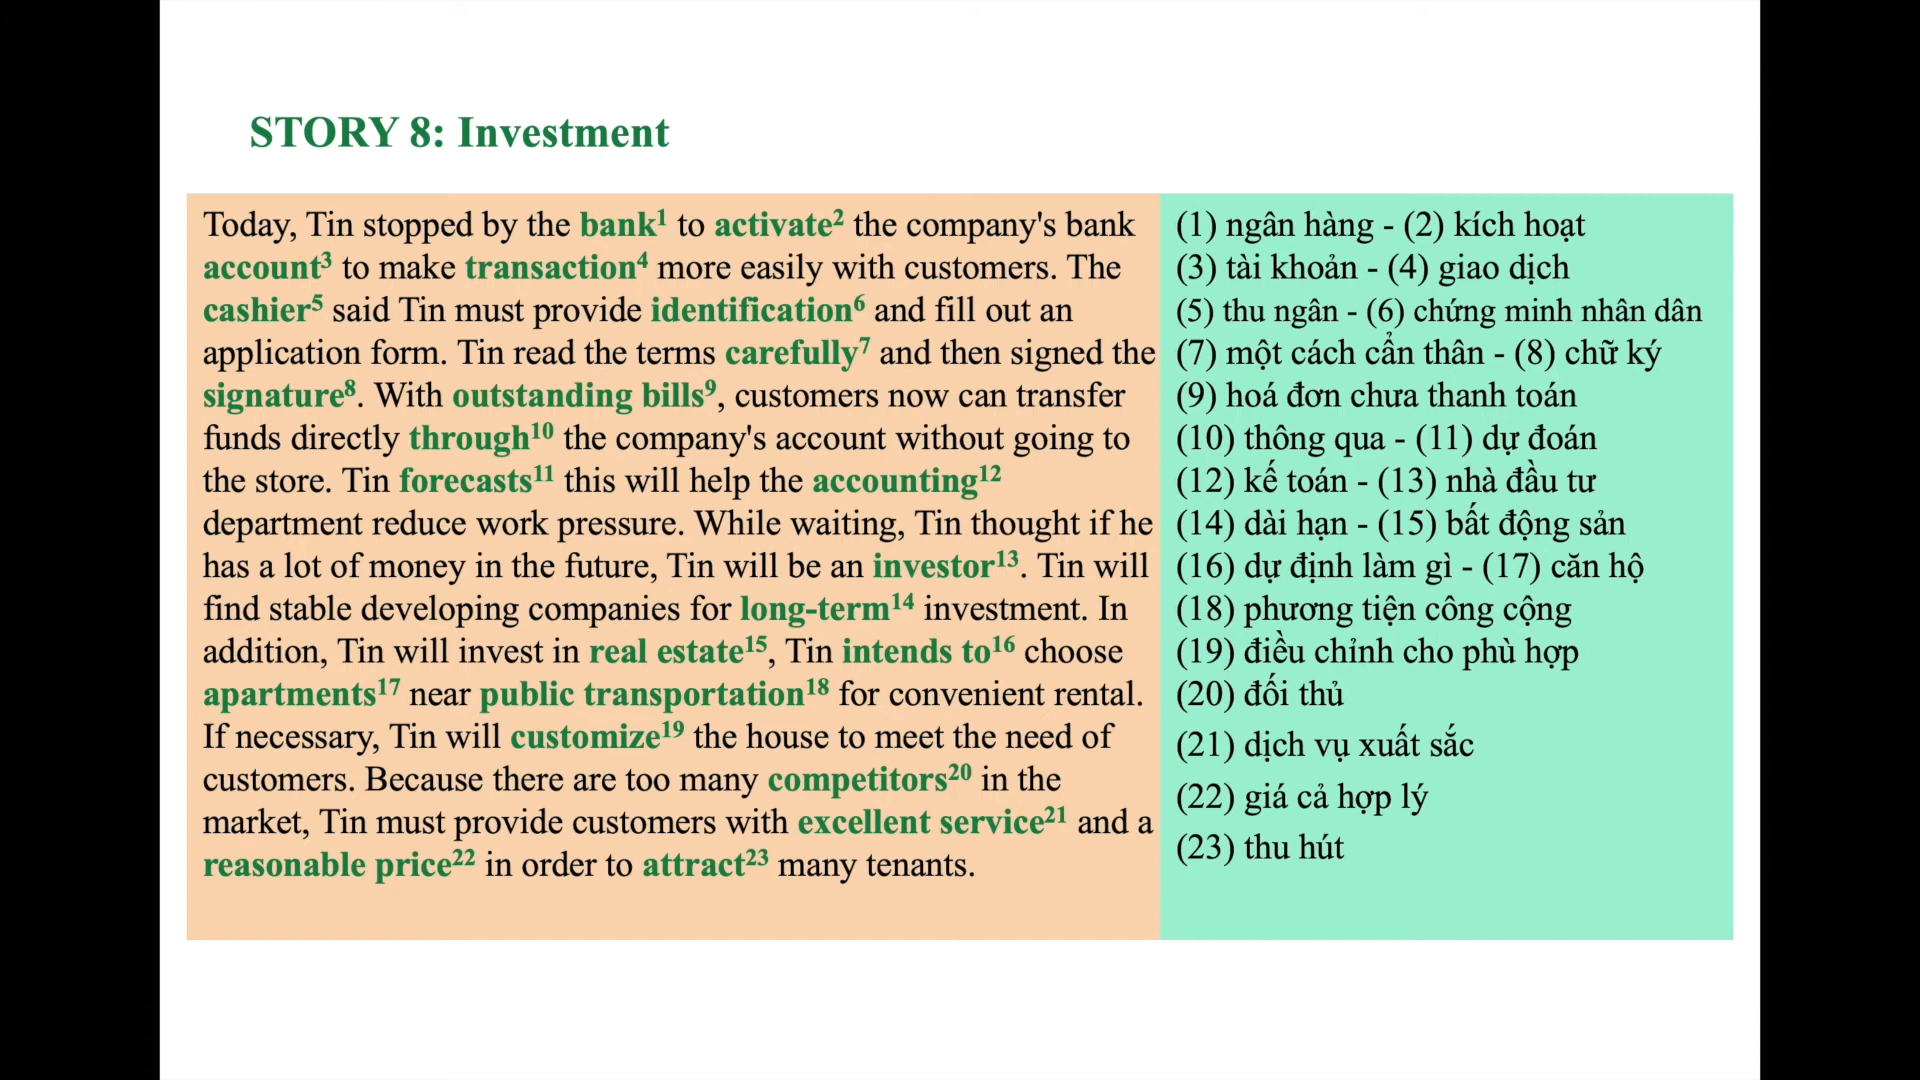 STORY 8: Investment
Today, Tin stopped by the bank¹ to activate² the company's bank
account³ to make transaction⁴ more easily with customers. The
cashier⁵ said Tin must provide identification⁶ and fill out an
application form. Tin read the terms carefully⁷ and then signed the
signature⁸. With outstanding bills⁹, customers now can transfer
funds directly through¹⁰ the company's account without going to
the store. Tin forecasts¹¹ this will help the accounting¹²
department reduce work pressure. While waiting, Tin thought if he
has a lot of money in the future, Tin will be an investor¹³. Tin will
find stable developing companies for long-term¹⁴ investment. In
addition, Tin will invest in real estate¹⁵, Tin intends to¹⁶ choose
apartments¹⁷ near public transportation¹⁸ for convenient rental.
If necessary, Tin will customize¹⁹ the house to meet the need of
customers. Because there are too many competitors²⁰ in the
market, Tin must provide customers with excellent service²¹ and a
reasonable price²² in order to attract²³ many tenants.
(1) ngân hàng - (2) kích hoạt
(3) tài khoản - (4) giao dịch
(5) thu ngân - (6) chứng minh nhân dân
(7) một cách cẩn thân - (8) chữ ký
(9) hoá đơn chưa thanh toán
(10) thông qua - (11) dự đoán
(12) kế toán - (13) nhà đầu tư
(14) dài hạn - (15) bất động sản
(16) dự định làm gì - (17) căn hộ
(18) phương tiện công cộng
(19) điều chỉnh cho phù hợp
(20) đối thủ
(21) dịch vụ xuất sắc
(22) giá cả hợp lý
(23) thu hút